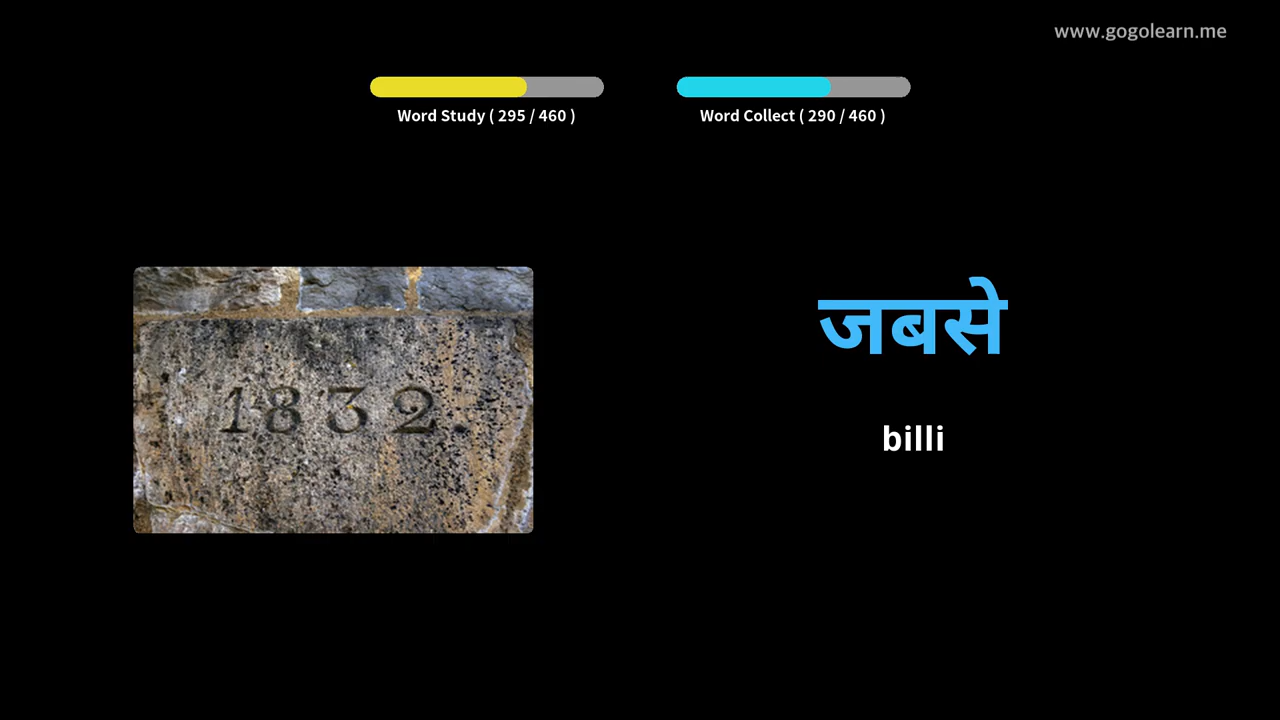 www.gogolearn.me
Word Study ( 295 / 460 )
Word Collect ( 290 / 460 )
जबसे
billi
1832.